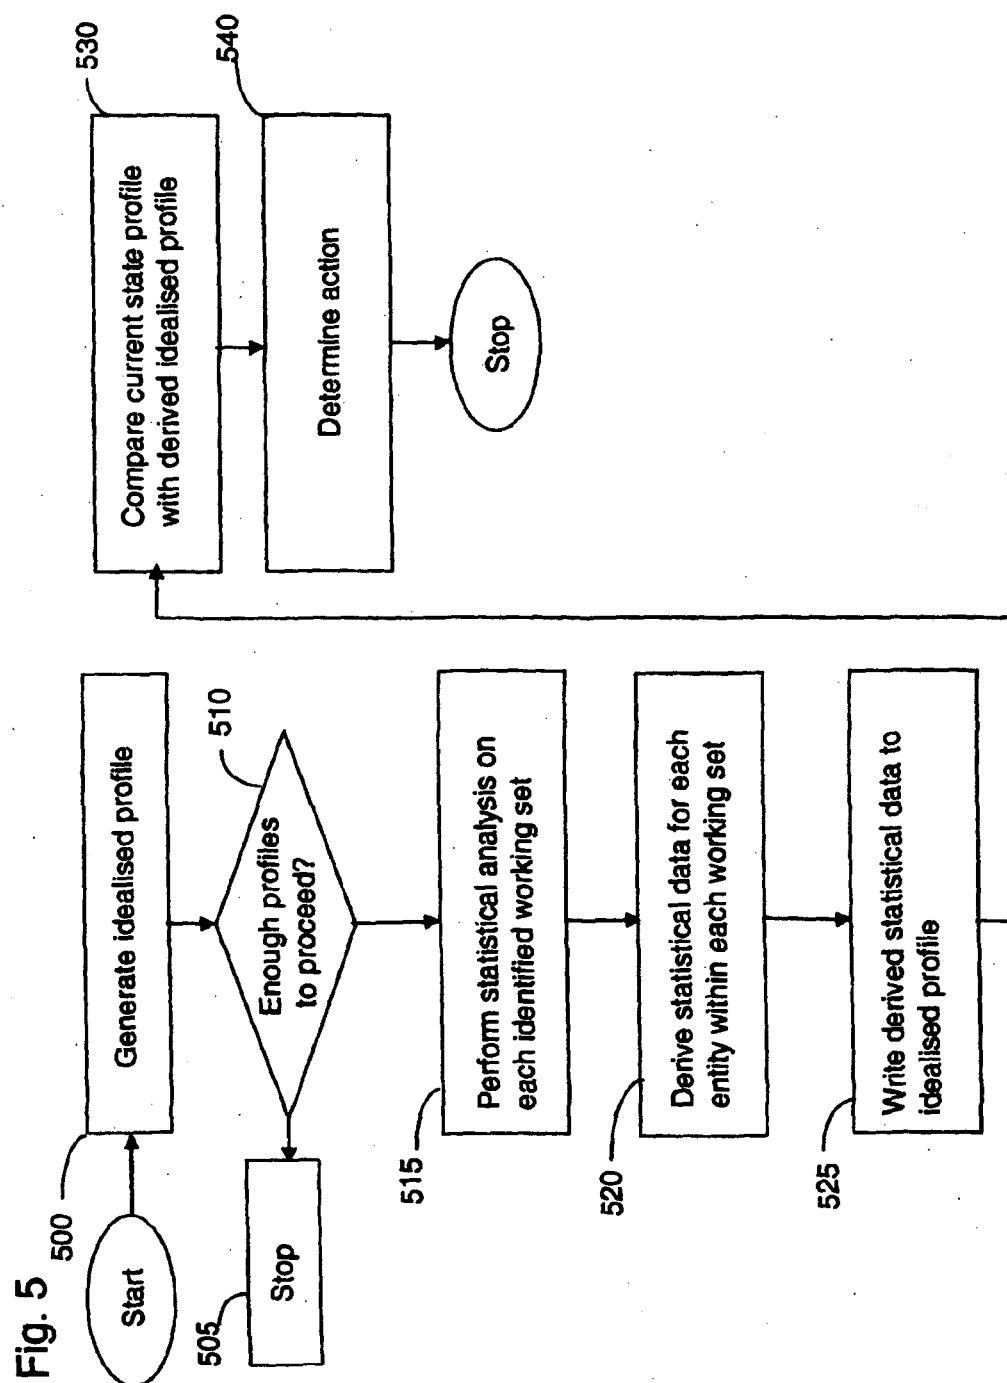 Fig. 5
Start
500
Generate idealised profile
510
Enough profiles
to proceed?
505
Stop
515
Perform statistical analysis on
each identified working set
520
Derive statistical data for each
entity within each working set
525
Write derived statistical data to
idealised profile
530
Compare current state profile
with derived idealised profile
540
Determine action
Stop